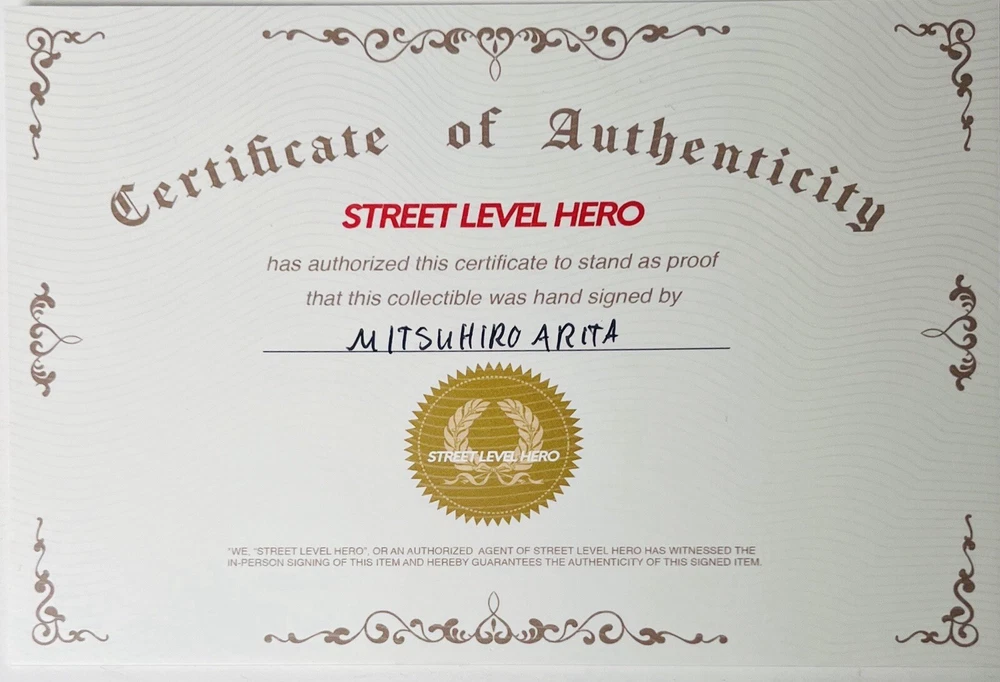 Certificate of Authenticity
STREET LEVEL HERO
has authorized this certificate to stand as proof
that this collectible was hand signed by
MITSUHIRO ARITA
STREET LEVEL HERO
"WE, "STREET LEVEL HERO", OR AN AUTHORIZED AGENT OF STREET LEVEL HERO HAS WITNESSED THE
IN-PERSON SIGNING OF THIS ITEM AND HEREBY GUARANTEES THE AUTHENTICITY OF THIS SIGNED ITEM.